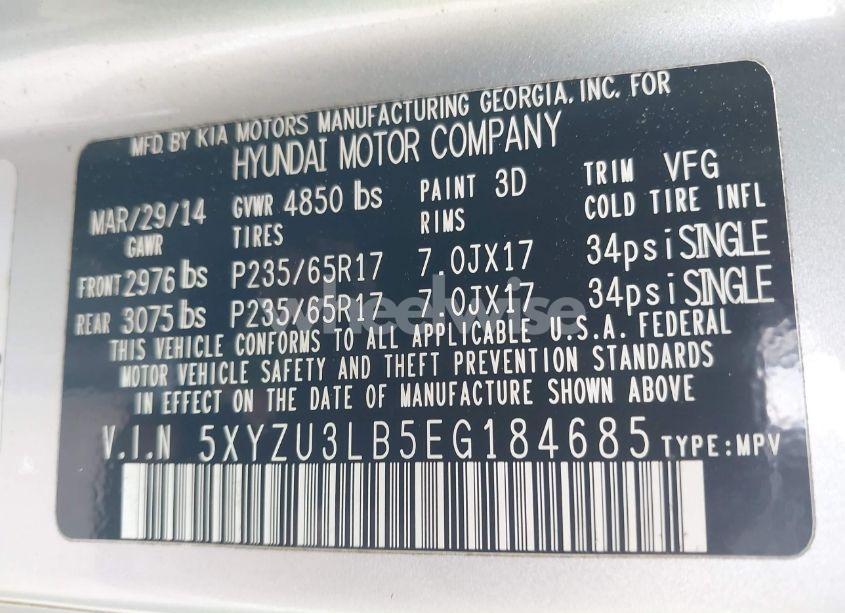 MFD BY KIA MOTORS MANUFACTURING GEORGIA, INC. FOR
HYUNDAI MOTOR COMPANY
MAR/29/14 GVWR 4850 lbs PAINT 3D TRIM VFG
GAWR TIRES RIMS COLD TIRE INFL
FRONT 2976 lbs P235/65R17 7.0JX17 34psi SINGLE
REAR 3075 lbs P235/65R17 7.0JX17 34psi SINGLE
wheelwise
THIS VEHICLE CONFORMS TO ALL APPLICABLE U.S.A. FEDERAL
MOTOR VEHICLE SAFETY AND THEFT PREVENTION STANDARDS
IN EFFECT ON THE DATE OF MANUFACTURE SHOWN ABOVE
V.I.N 5XYZU3LB5EG184685 TYPE:MPV